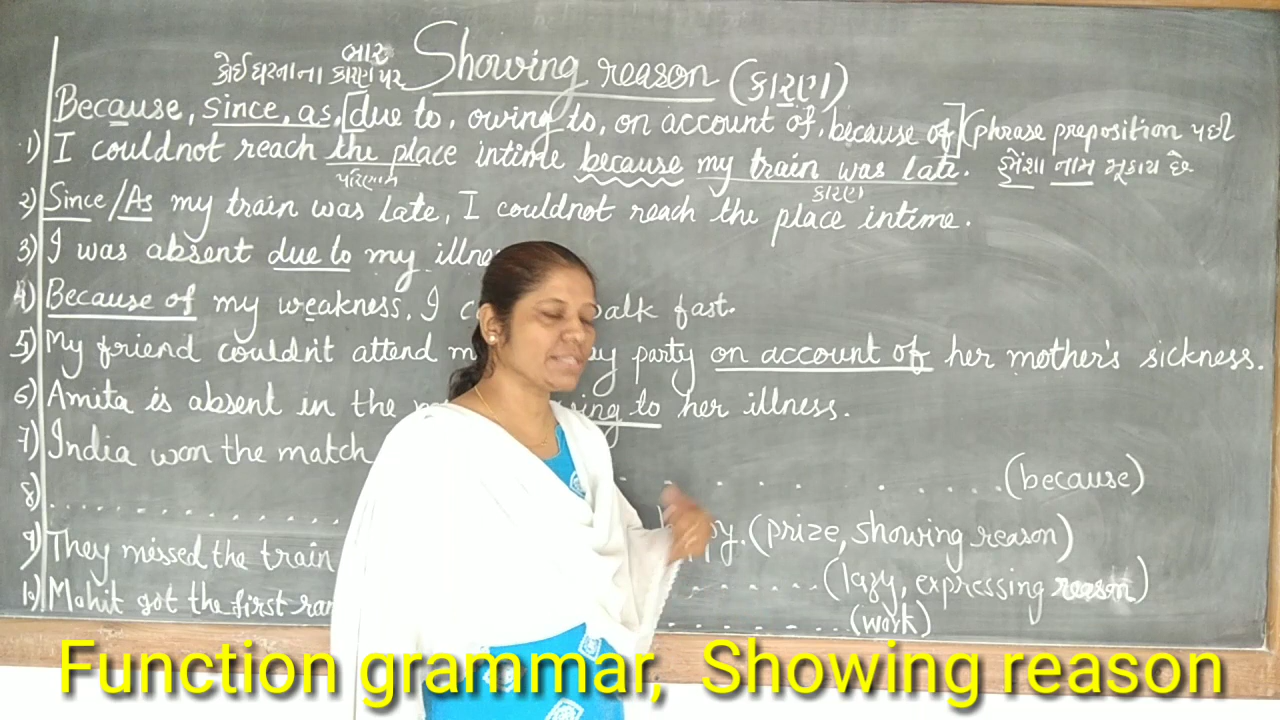 બાર
કોઈ ઘટનાના કારણ પર Showing reason (કારણ)
Because, since, as, [due to, owing to, on account of, because of] (phrase preposition પછી
1) I couldnot reach the place intime because my train was late. હંમેશા નામ મૂકાય છે
પરિણામ કારણ
2) Since/As my train was late, I couldnot reach the place intime.
3) I was absent due to my
4) Because of my weakness, I fast.
5) My friend couldn't attend party on account of her mother's sickness.
6) Amita is absent in the to her illness.
7) India won the match . . . . . . (because)
8) . . . . . . . . . . . . . (prize, showing reason)
9) They missed the train . . . . . (lazy, expressing reason)
10) Mohit got the first . . . . . (work)
Function grammar, Showing reason